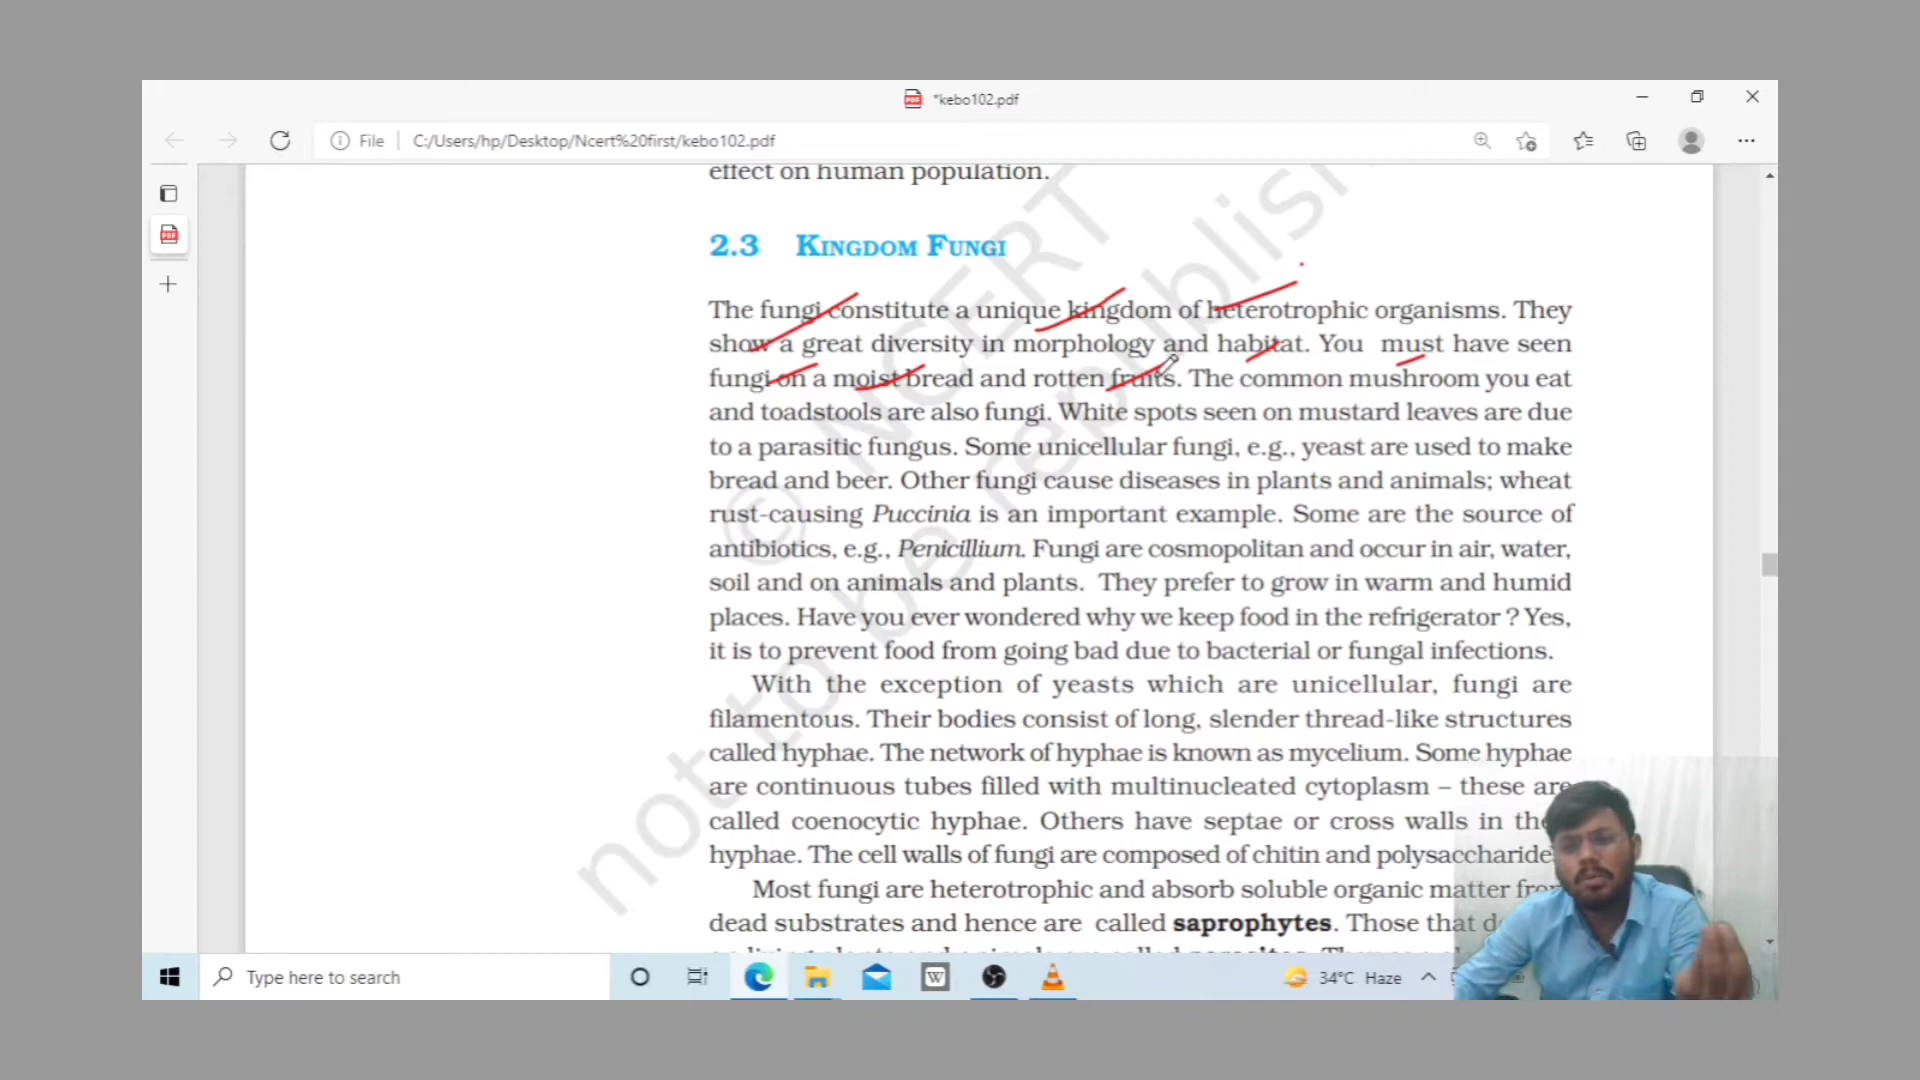 *kebo102.pdf
File C:/Users/hp/Desktop/Ncert%20first/kebo102.pdf
effect on human population.
2.3 KINGDOM FUNGI
The fungi constitute a unique kingdom of heterotrophic organisms. They
show a great diversity in morphology and habitat. You must have seen
fungi on a moist bread and rotten fruits. The common mushroom you eat
and toadstools are also fungi. White spots seen on mustard leaves are due
to a parasitic fungus. Some unicellular fungi, e.g., yeast are used to make
bread and beer. Other fungi cause diseases in plants and animals; wheat
rust-causing Puccinia is an important example. Some are the source of
antibiotics, e.g., Penicillium. Fungi are cosmopolitan and occur in air, water,
soil and on animals and plants. They prefer to grow in warm and humid
places. Have you ever wondered why we keep food in the refrigerator ? Yes,
it is to prevent food from going bad due to bacterial or fungal infections.
With the exception of yeasts which are unicellular, fungi are
filamentous. Their bodies consist of long, slender thread-like structures
called hyphae. The network of hyphae is known as mycelium. Some hyphae
are continuous tubes filled with multinucleated cytoplasm – these are
called coenocytic hyphae. Others have septae or cross walls in
hyphae. The cell walls of fungi are composed of chitin and
Most fungi are heterotrophic and absorb soluble organic matter
dead substrates and hence are called saprophytes. Those that
© NCERT
not to be republish
Type here to search
34°C Haze